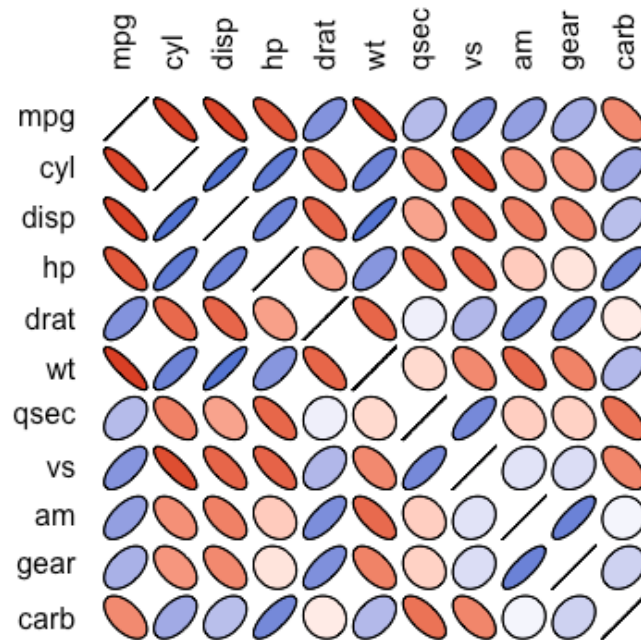 mpg cyl disp hp drat wt qsec vs am gear carb
mpg
cyl
disp
hp
drat
wt
qsec
vs
am
gear
carb